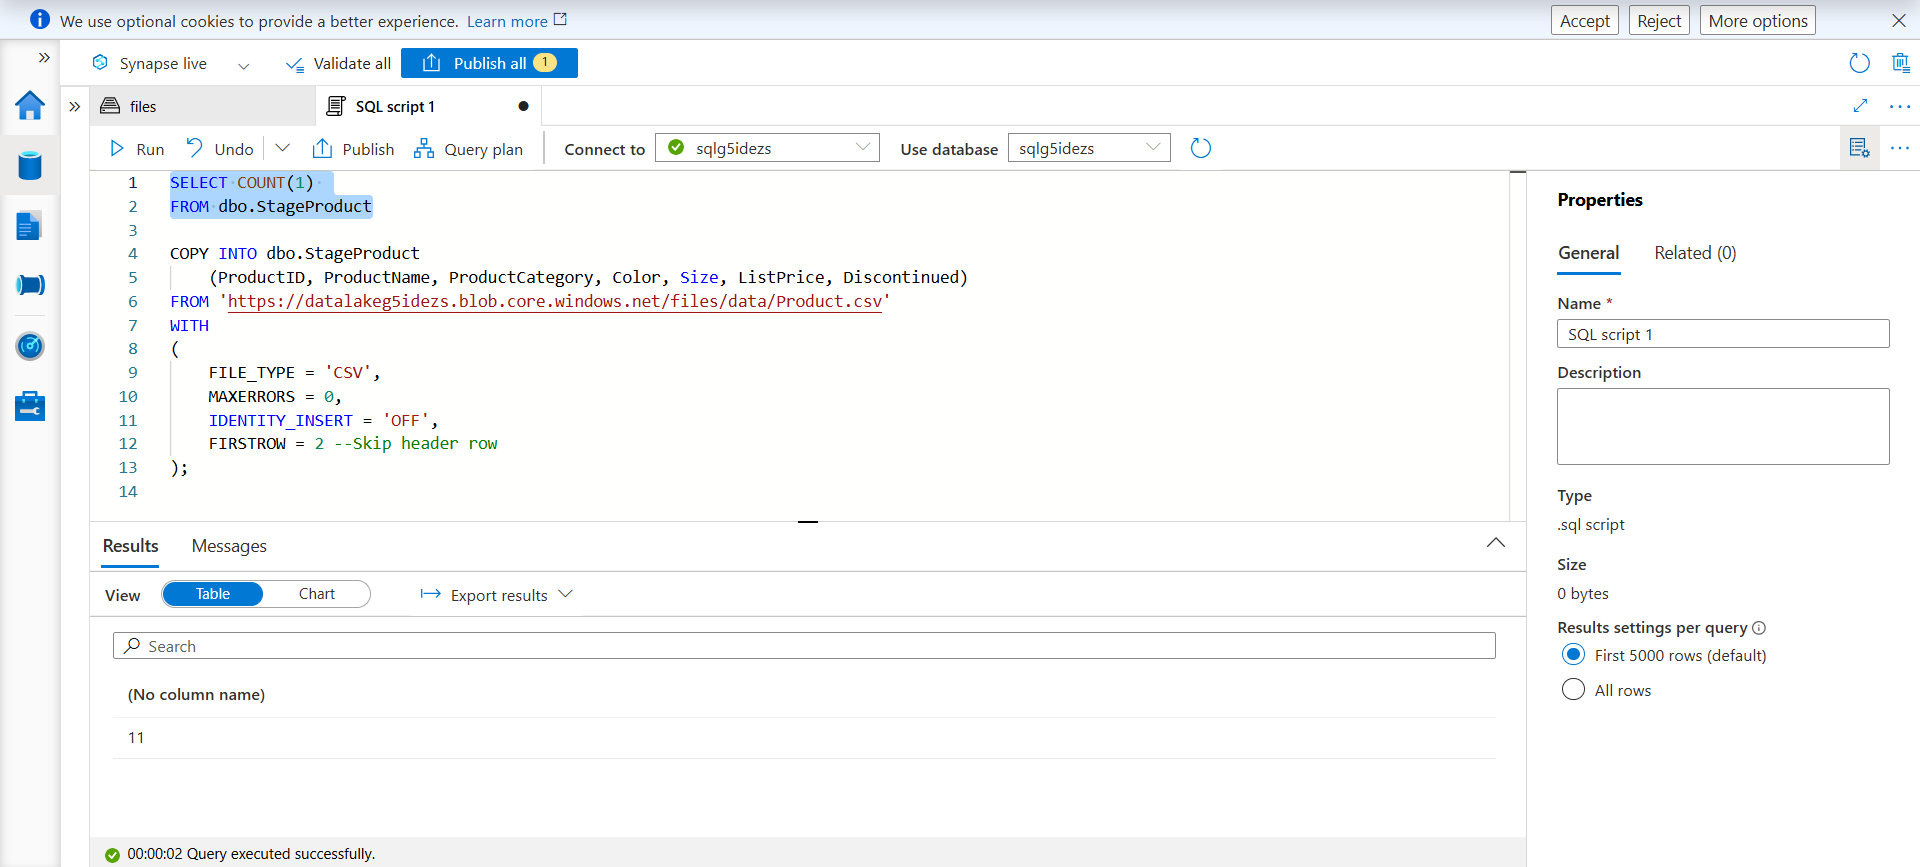 We use optional cookies to provide a better experience. Learn more
Accept
Reject
More options
Synapse live
Validate all
Publish all 1
files
SQL script 1
Run
Undo
Publish
Query plan
Connect to
sqlg5idezs
Use database
sqlg5idezs
1 SELECT COUNT(1)
2 FROM dbo.StageProduct
3
4 COPY INTO dbo.StageProduct
5 (ProductID, ProductName, ProductCategory, Color, Size, ListPrice, Discontinued)
6 FROM 'https://datalakeg5idezs.blob.core.windows.net/files/data/Product.csv'
7 WITH
8 (
9 FILE_TYPE = 'CSV',
10 MAXERRORS = 0,
11 IDENTITY_INSERT = 'OFF',
12 FIRSTROW = 2 --Skip header row
13 );
14
Results
Messages
View
Table
Chart
Export results
Search
(No column name)
11
00:00:02 Query executed successfully.
Properties
General
Related (0)
Name *
SQL script 1
Description
Type
.sql script
Size
0 bytes
Results settings per query
First 5000 rows (default)
All rows